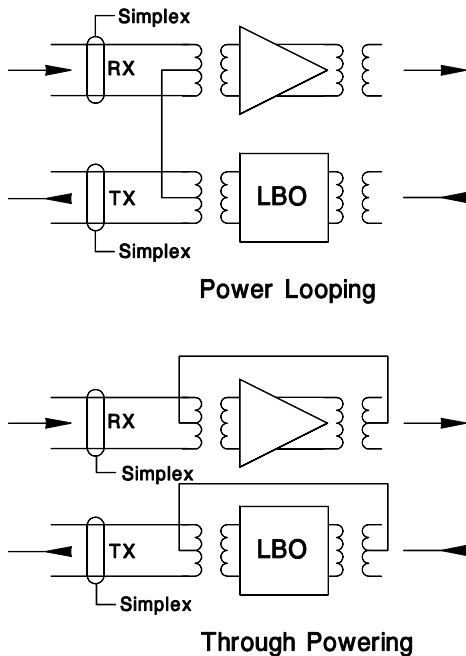 Simplex
RX
TX
LBO
Simplex
Power Looping
RX
Simplex
TX
LBO
Simplex
Through Powering